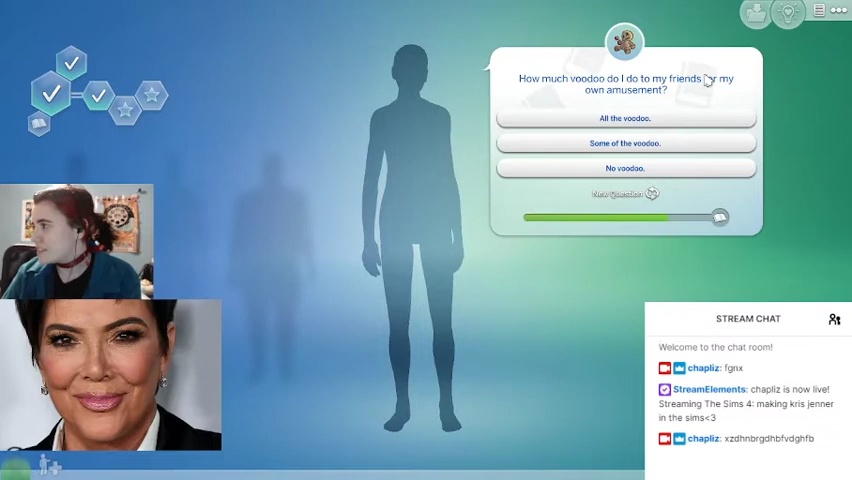 How much voodoo do I do to my friends for my
own amusement?
All the voodoo.
Some of the voodoo.
No voodoo.
New Question
STREAM CHAT
Welcome to the chat room!
chapliz: fgnx
StreamElements: chapliz is now live!
Streaming The Sims 4: making kris jenner
in the sims<3
chapliz: xzdhnbrgdhbfvdghfb